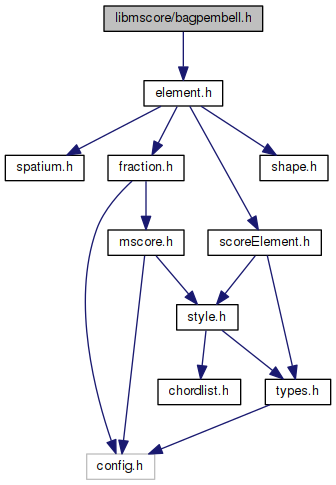 libmscore/bagpembell.h
element.h
spatium.h
fraction.h
shape.h
mscore.h
scoreElement.h
style.h
chordlist.h
types.h
config.h